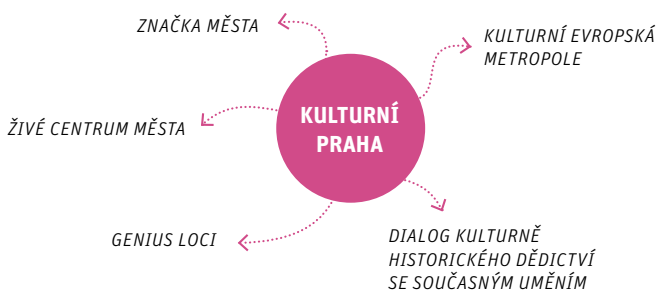 ZNAČKA MĚSTA
KULTURNÍ EVROPSKÁ
METROPOLE
KULTURNÍ
PRAHA
ŽIVÉ CENTRUM MĚSTA
GENIUS LOCI
DIALOG KULTURNĚ
HISTORICKÉHO DĚDICTVÍ
SE SOUČASNÝM UMĚNÍM